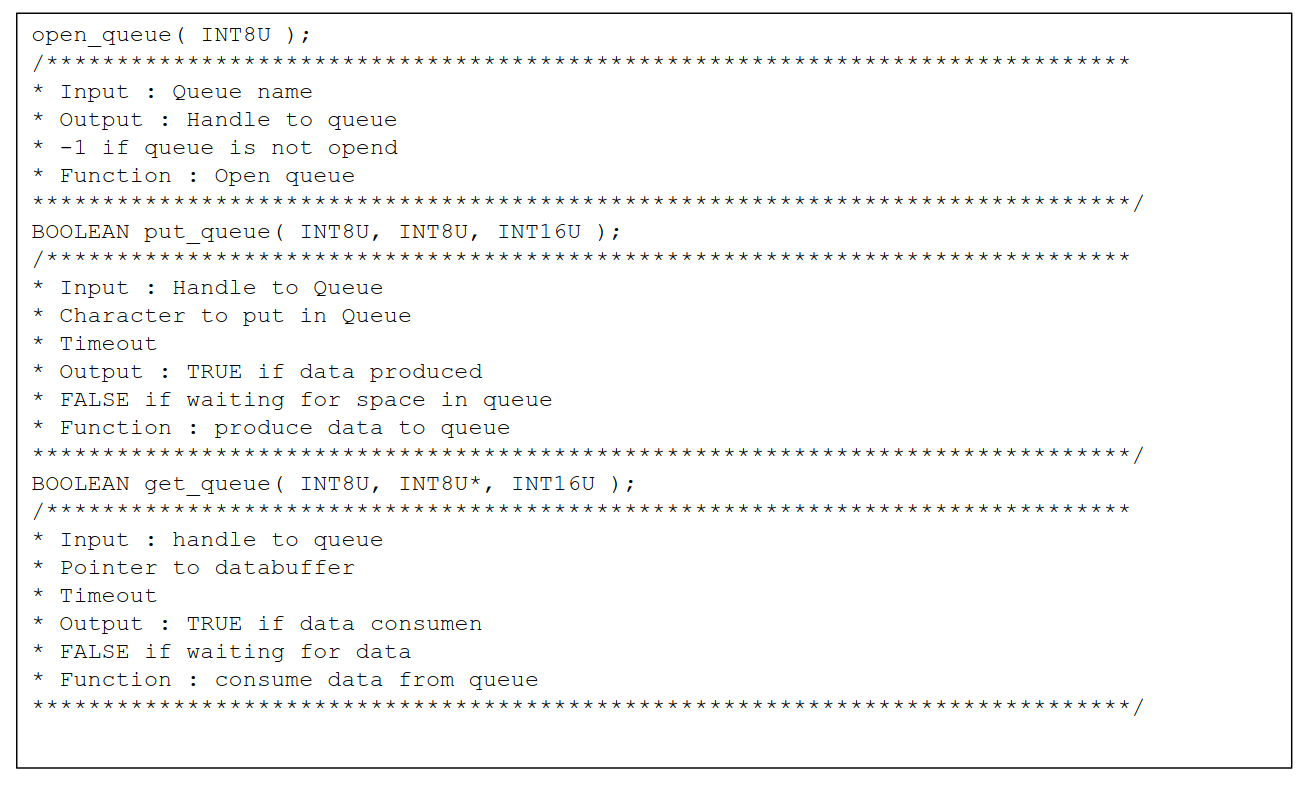 open_queue( INT8U );
/*****************************************************************************
* Input : Queue name
* Output : Handle to queue
* -1 if queue is not opend
* Function : Open queue
******************************************************************************/
BOOLEAN put_queue( INT8U, INT8U, INT16U );
/*****************************************************************************
* Input : Handle to Queue
* Character to put in Queue
* Timeout
* Output : TRUE if data produced
* FALSE if waiting for space in queue
* Function : produce data to queue
******************************************************************************/
BOOLEAN get_queue( INT8U, INT8U*, INT16U );
/*****************************************************************************
* Input : handle to queue
* Pointer to databuffer
* Timeout
* Output : TRUE if data consumen
* FALSE if waiting for data
* Function : consume data from queue
******************************************************************************/